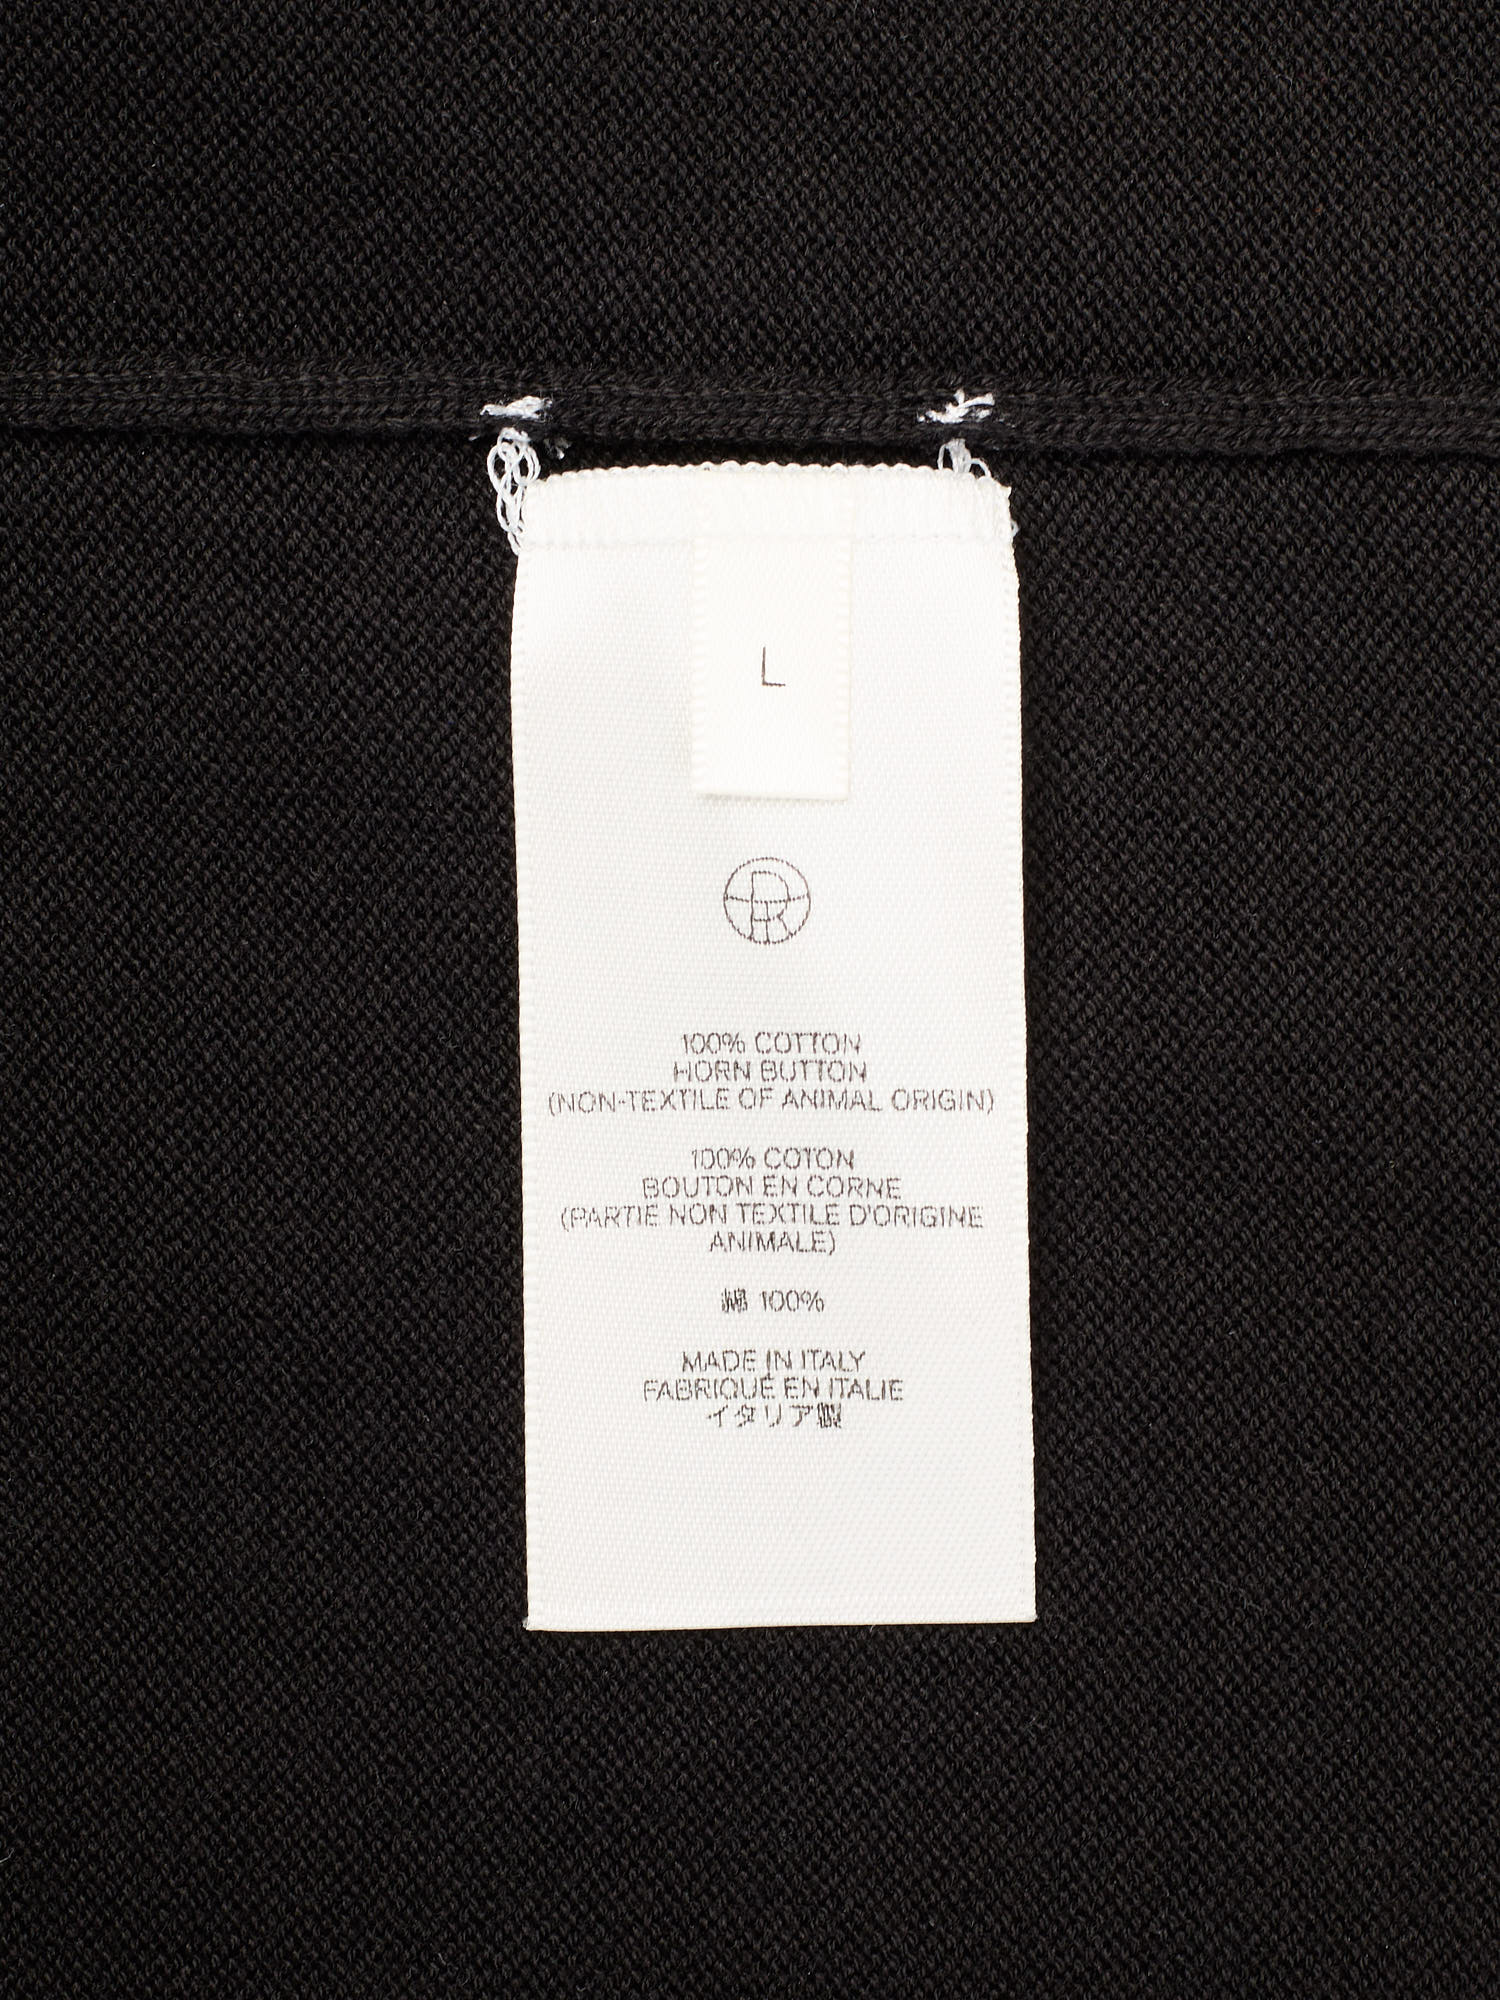 L
100% COTTON
HORN BUTTON
(NON-TEXTILE OF ANIMAL ORIGIN)
100% COTON
BOUTON EN CORNE
(PARTIE NON TEXTILE D'ORIGINE
ANIMALE)
綿 100%
MADE IN ITALY
FABRIQUÉ EN ITALIE
イタリア製